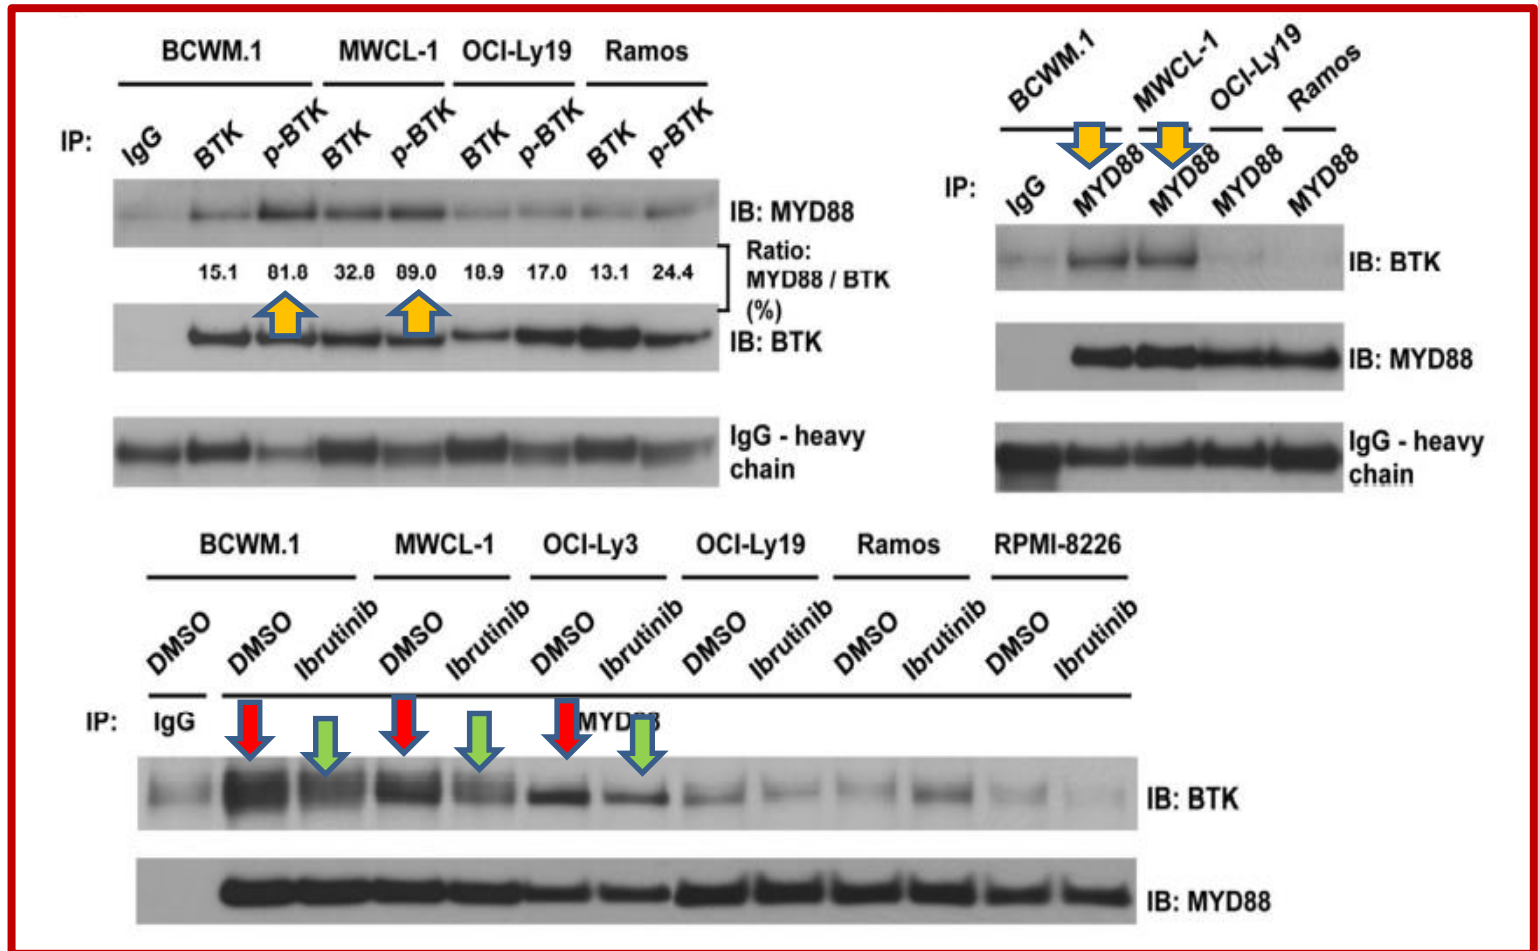 BCWM.1 MWCL-1 OCI-Ly19 Ramos
IP: IgG BTK p-BTK BTK p-BTK BTK p-BTK BTK p-BTK
IB: MYD88
15.1 81.8 32.8 89.0 18.9 17.0 13.1 24.4
Ratio:
MYD88 / BTK
(%)
IB: BTK
IgG - heavy
chain
BCWM.1 MWCL-1 OCI-Ly19 Ramos
IP: IgG MYD88 MYD88 MYD88 MYD88
IB: BTK
IB: MYD88
IgG - heavy
chain
BCWM.1 MWCL-1 OCI-Ly3 OCI-Ly19 Ramos RPMI-8226
DMSO DMSO Ibrutinib DMSO Ibrutinib DMSO Ibrutinib DMSO Ibrutinib DMSO Ibrutinib DMSO Ibrutinib
IP: IgG MYD88
IB: BTK
IB: MYD88